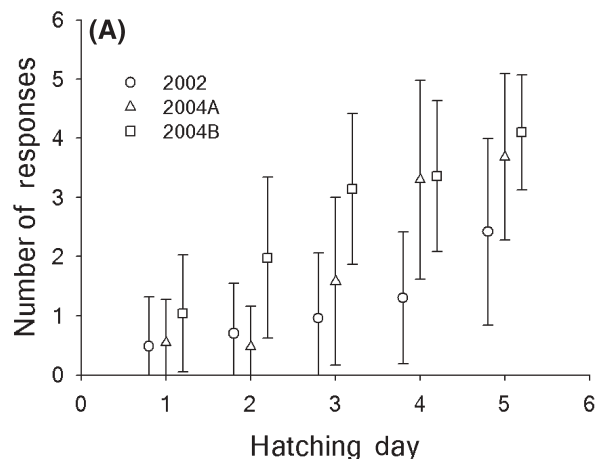 (A)
2002
2004A
2004B
Number of responses
6
5
4
3
2
1
0
0 1 2 3 4 5 6
Hatching day